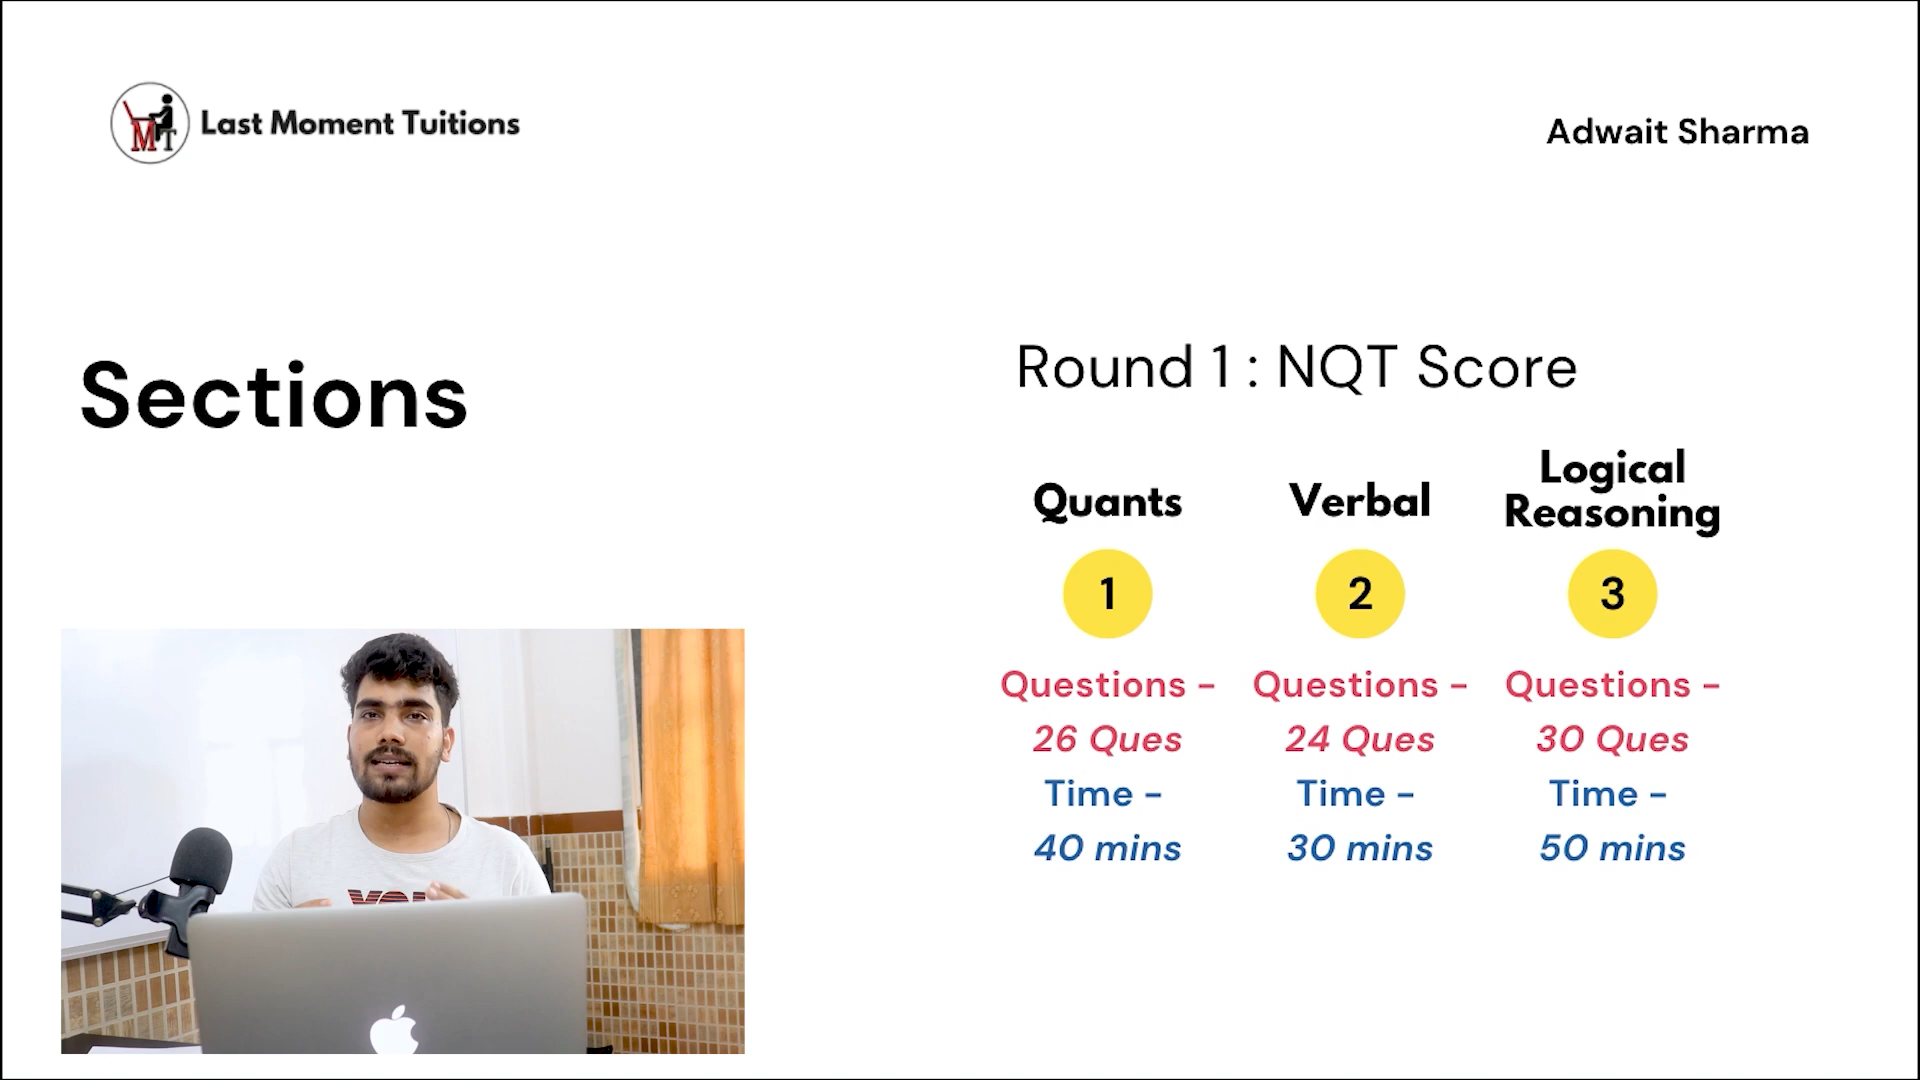 Last Moment Tuitions
Adwait Sharma
Sections
Round 1 : NQT Score
Quants
Questions -
26 Ques
Time -
40 mins
1
Verbal
2
Questions -
24 Ques
Time -
30 mins
Logical
Reasoning
3
Questions -
30 Ques
Time -
50 mins
MT